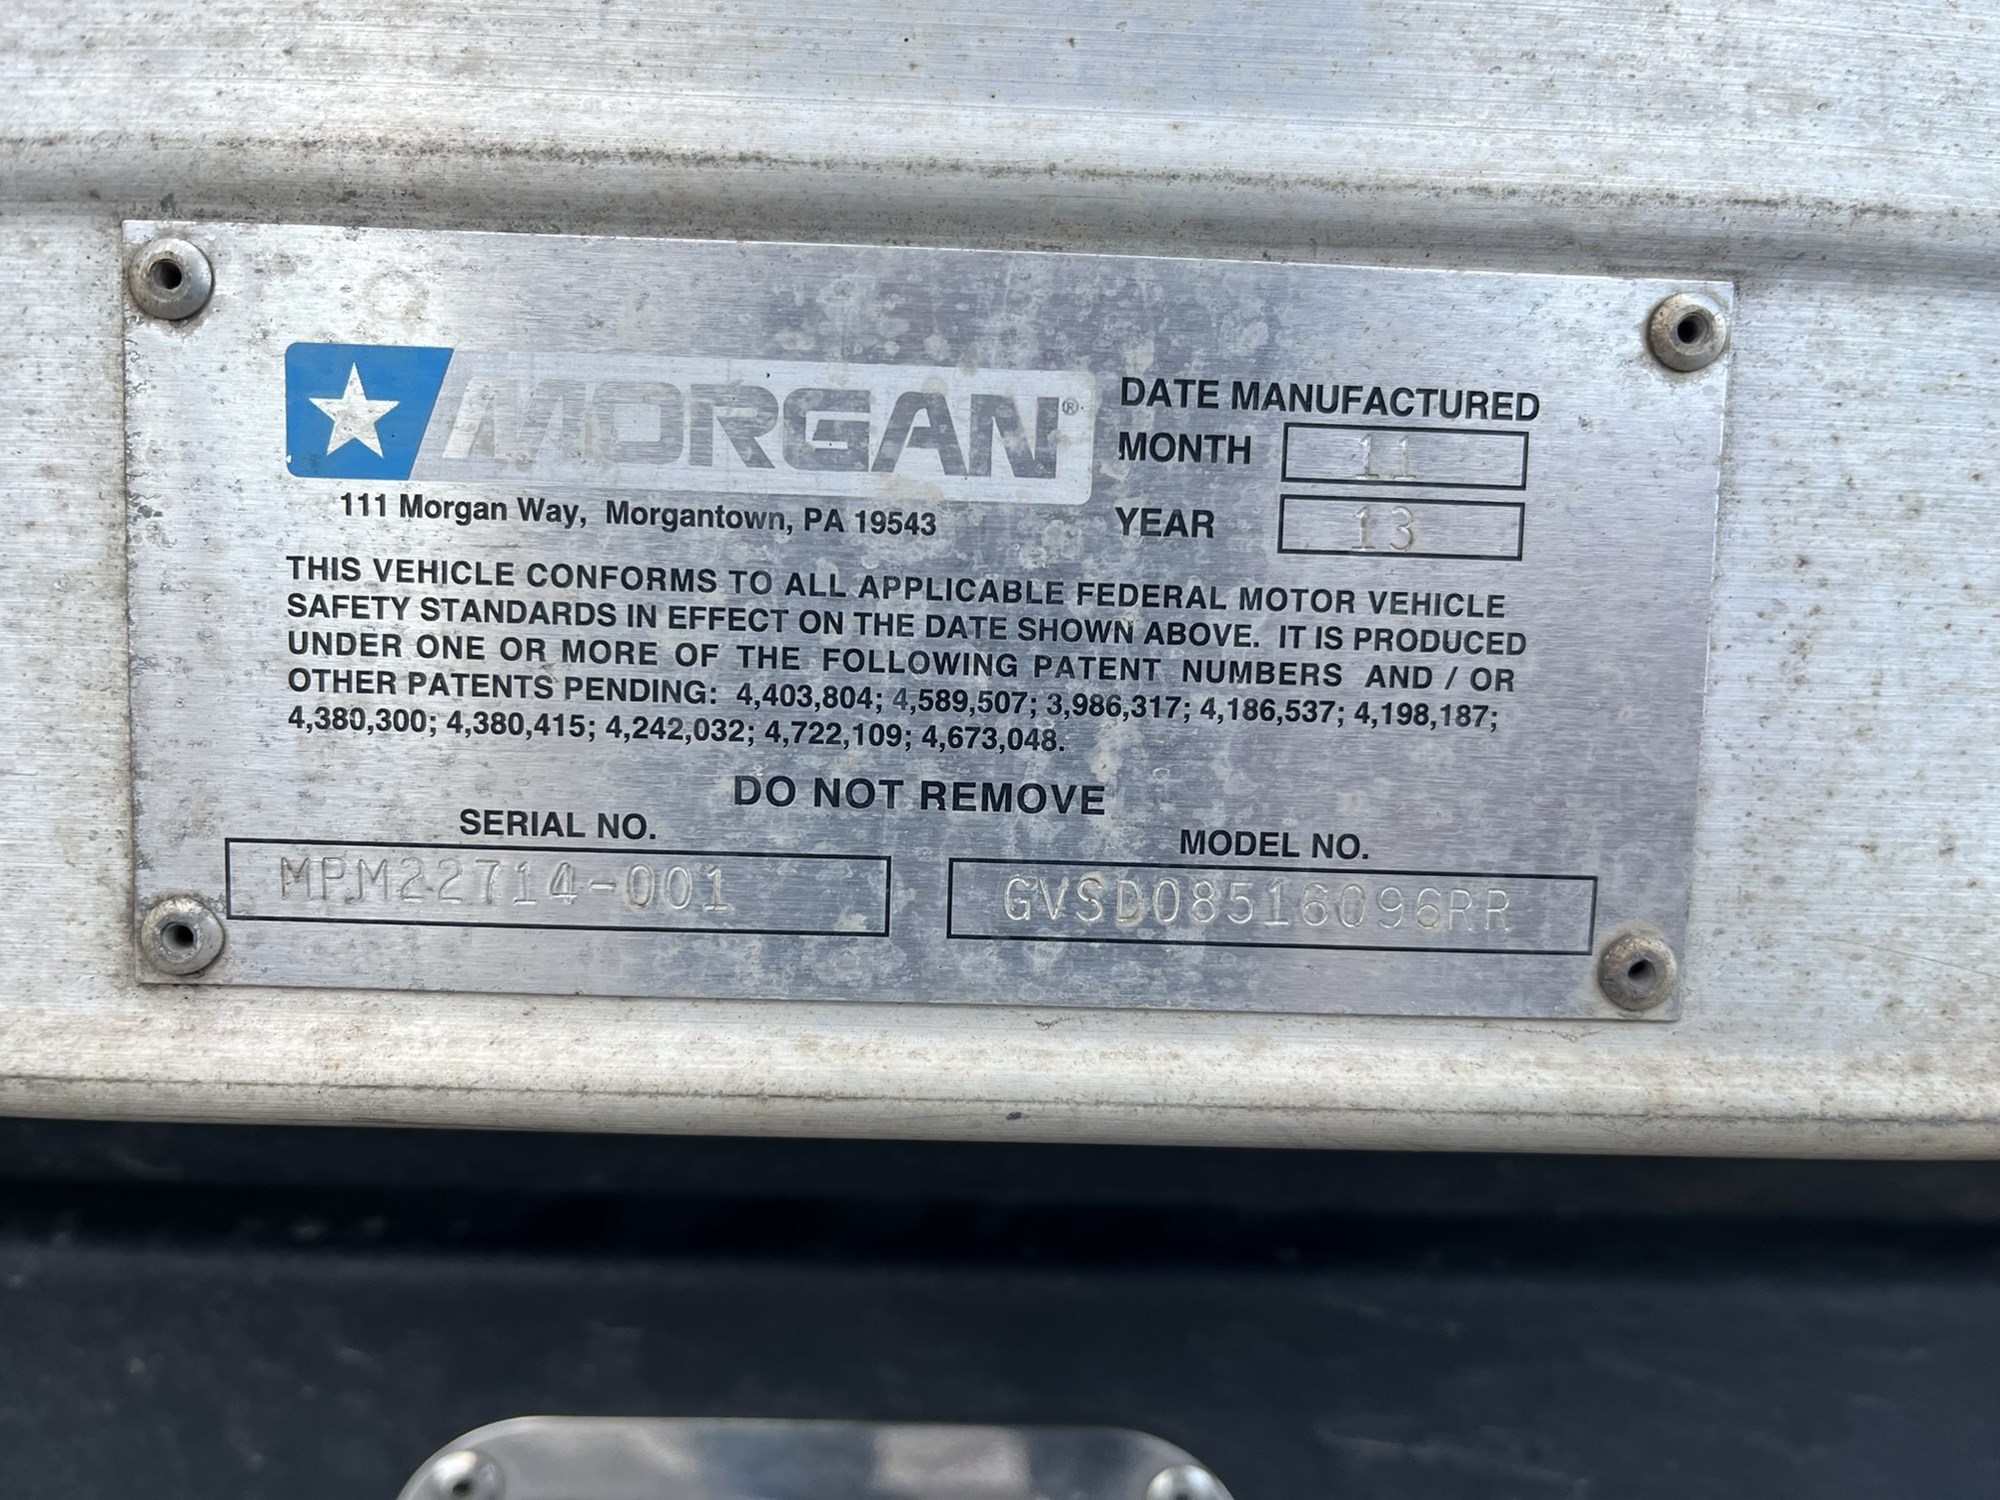 MORGAN®
111 Morgan Way, Morgantown, PA 19543
DATE MANUFACTURED
MONTH 11
YEAR 13
THIS VEHICLE CONFORMS TO ALL APPLICABLE FEDERAL MOTOR VEHICLE
SAFETY STANDARDS IN EFFECT ON THE DATE SHOWN ABOVE. IT IS PRODUCED
UNDER ONE OR MORE OF THE FOLLOWING PATENT NUMBERS AND / OR
OTHER PATENTS PENDING: 4,403,804; 4,589,507; 3,986,317; 4,186,537; 4,198,187;
4,380,300; 4,380,415; 4,242,032; 4,722,109; 4,673,048.
DO NOT REMOVE
SERIAL NO.
MPM22714-001
MODEL NO.
GVSD08516096RR